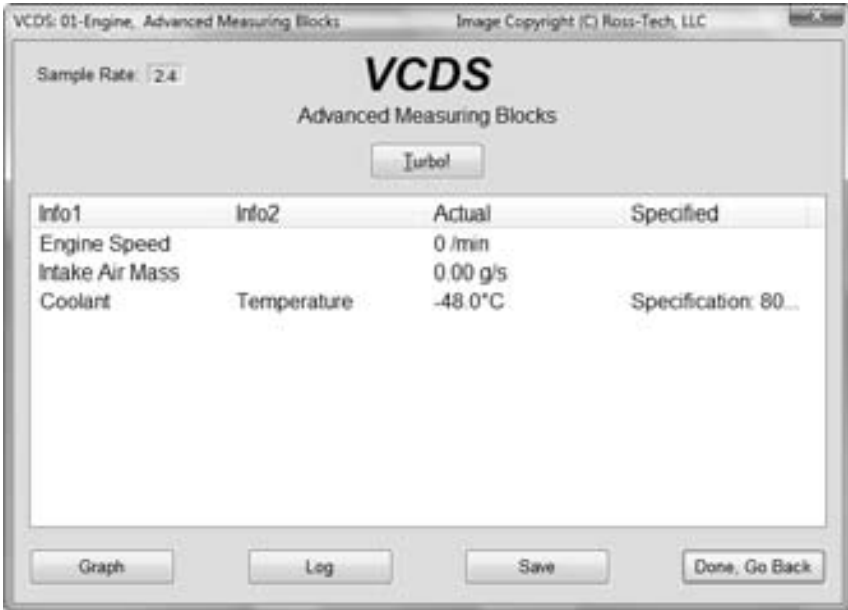 VCDS: 01-Engine, Advanced Measuring Blocks Image Copyright (C) Ross-Tech, LLC
Sample Rate: 2.4
VCDS
Advanced Measuring Blocks
Turbo!
Info1 Info2 Actual Specified
Engine Speed 0 /min
Intake Air Mass 0.00 g/s
Coolant Temperature -48.0°C Specification: 80...
Graph Log Save Done, Go Back